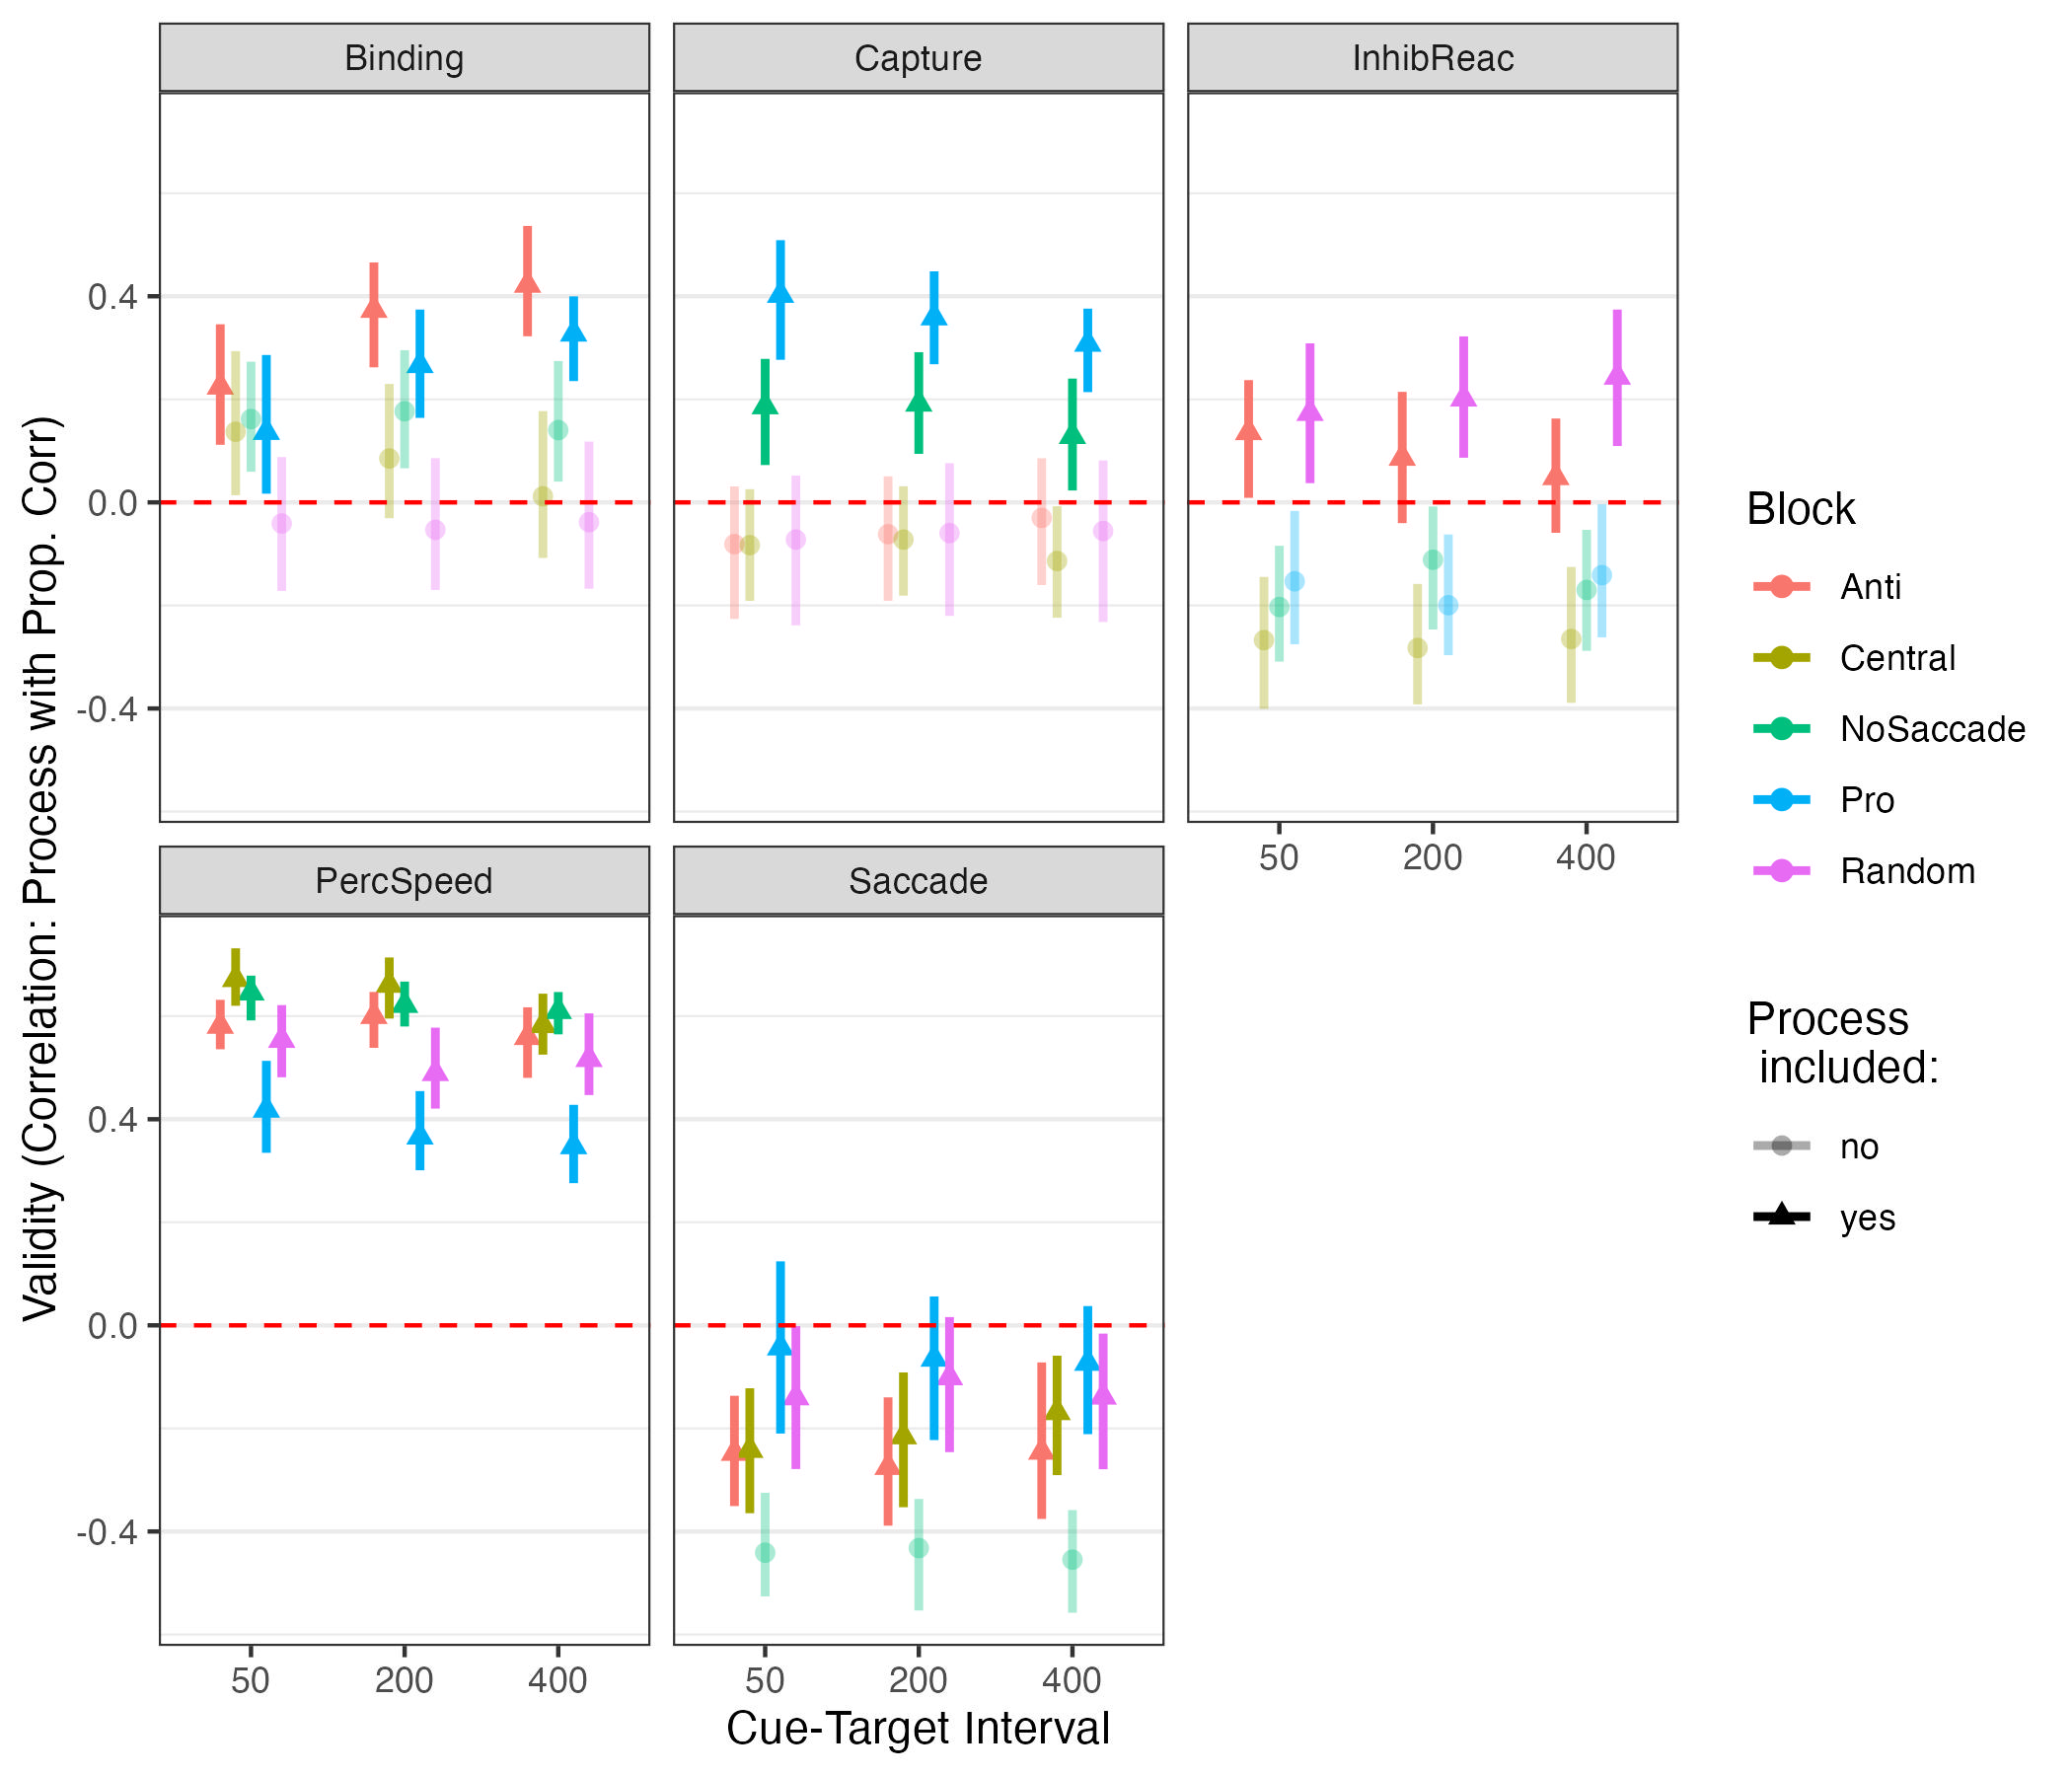 Binding
Capture
InhibReac
0.4
0.0
-0.4
50
200
400
PercSpeed
Saccade
0.4
0.0
-0.4
50
200
400
50
200
400
Cue-Target Interval
Validity (Correlation: Process with Prop. Corr)
Block
Anti
Central
NoSaccade
Pro
Random
Process
included:
no
yes